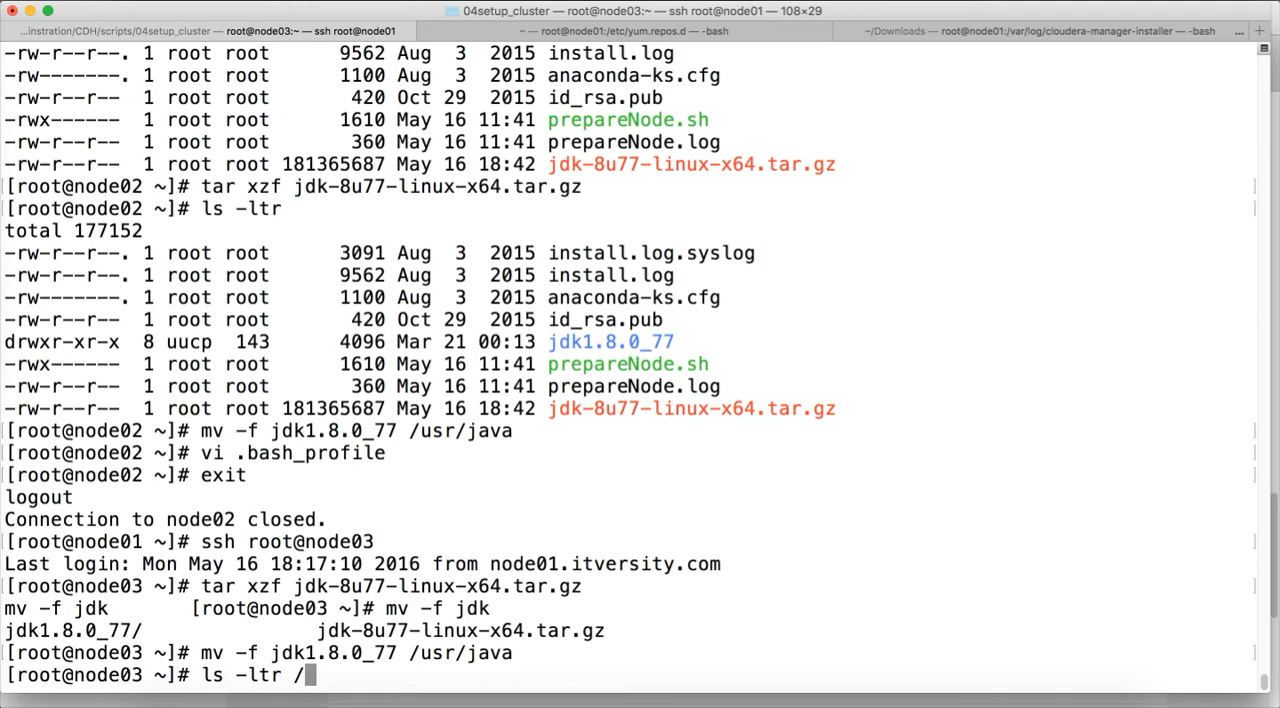 04setup_cluster — root@node03:~ — ssh root@node01 — 108×29
...inistration/CDH/scripts/04setup_cluster — root@node03:~ — ssh root@node01
~ — root@node01:/etc/yum.repos.d — -bash
~/Downloads — root@node01:/var/log/cloudera-manager-installer — -bash ... +
-rw-r--r--. 1 root root 9562 Aug 3 2015 install.log
-rw-------. 1 root root 1100 Aug 3 2015 anaconda-ks.cfg
-rw-r--r-- 1 root root 420 Oct 29 2015 id_rsa.pub
-rwx------ 1 root root 1610 May 16 11:41 prepareNode.sh
-rw-r--r-- 1 root root 360 May 16 11:41 prepareNode.log
-rw-r--r-- 1 root root 181365687 May 16 18:42 jdk-8u77-linux-x64.tar.gz
[root@node02 ~]# tar xzf jdk-8u77-linux-x64.tar.gz
[root@node02 ~]# ls -ltr
total 177152
-rw-r--r--. 1 root root 3091 Aug 3 2015 install.log.syslog
-rw-r--r--. 1 root root 9562 Aug 3 2015 install.log
-rw-------. 1 root root 1100 Aug 3 2015 anaconda-ks.cfg
-rw-r--r-- 1 root root 420 Oct 29 2015 id_rsa.pub
drwxr-xr-x 8 uucp 143 4096 Mar 21 00:13 jdk1.8.0_77
-rwx------ 1 root root 1610 May 16 11:41 prepareNode.sh
-rw-r--r-- 1 root root 360 May 16 11:41 prepareNode.log
-rw-r--r-- 1 root root 181365687 May 16 18:42 jdk-8u77-linux-x64.tar.gz
[root@node02 ~]# mv -f jdk1.8.0_77 /usr/java
[root@node02 ~]# vi .bash_profile
[root@node02 ~]# exit
logout
Connection to node02 closed.
[root@node01 ~]# ssh root@node03
Last login: Mon May 16 18:17:10 2016 from node01.itversity.com
[root@node03 ~]# tar xzf jdk-8u77-linux-x64.tar.gz
mv -f jdk [root@node03 ~]# mv -f jdk
jdk1.8.0_77/ jdk-8u77-linux-x64.tar.gz
[root@node03 ~]# mv -f jdk1.8.0_77 /usr/java
[root@node03 ~]# ls -ltr /